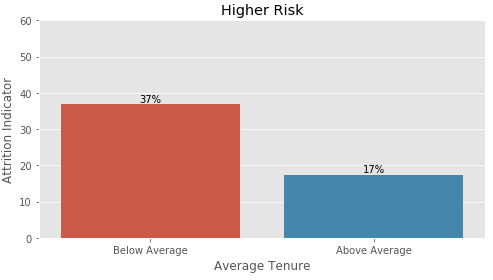 Higher Risk
60
50
40
30
20
10
0
Attrition Indicator
37%
17%
Below Average
Above Average
Average Tenure